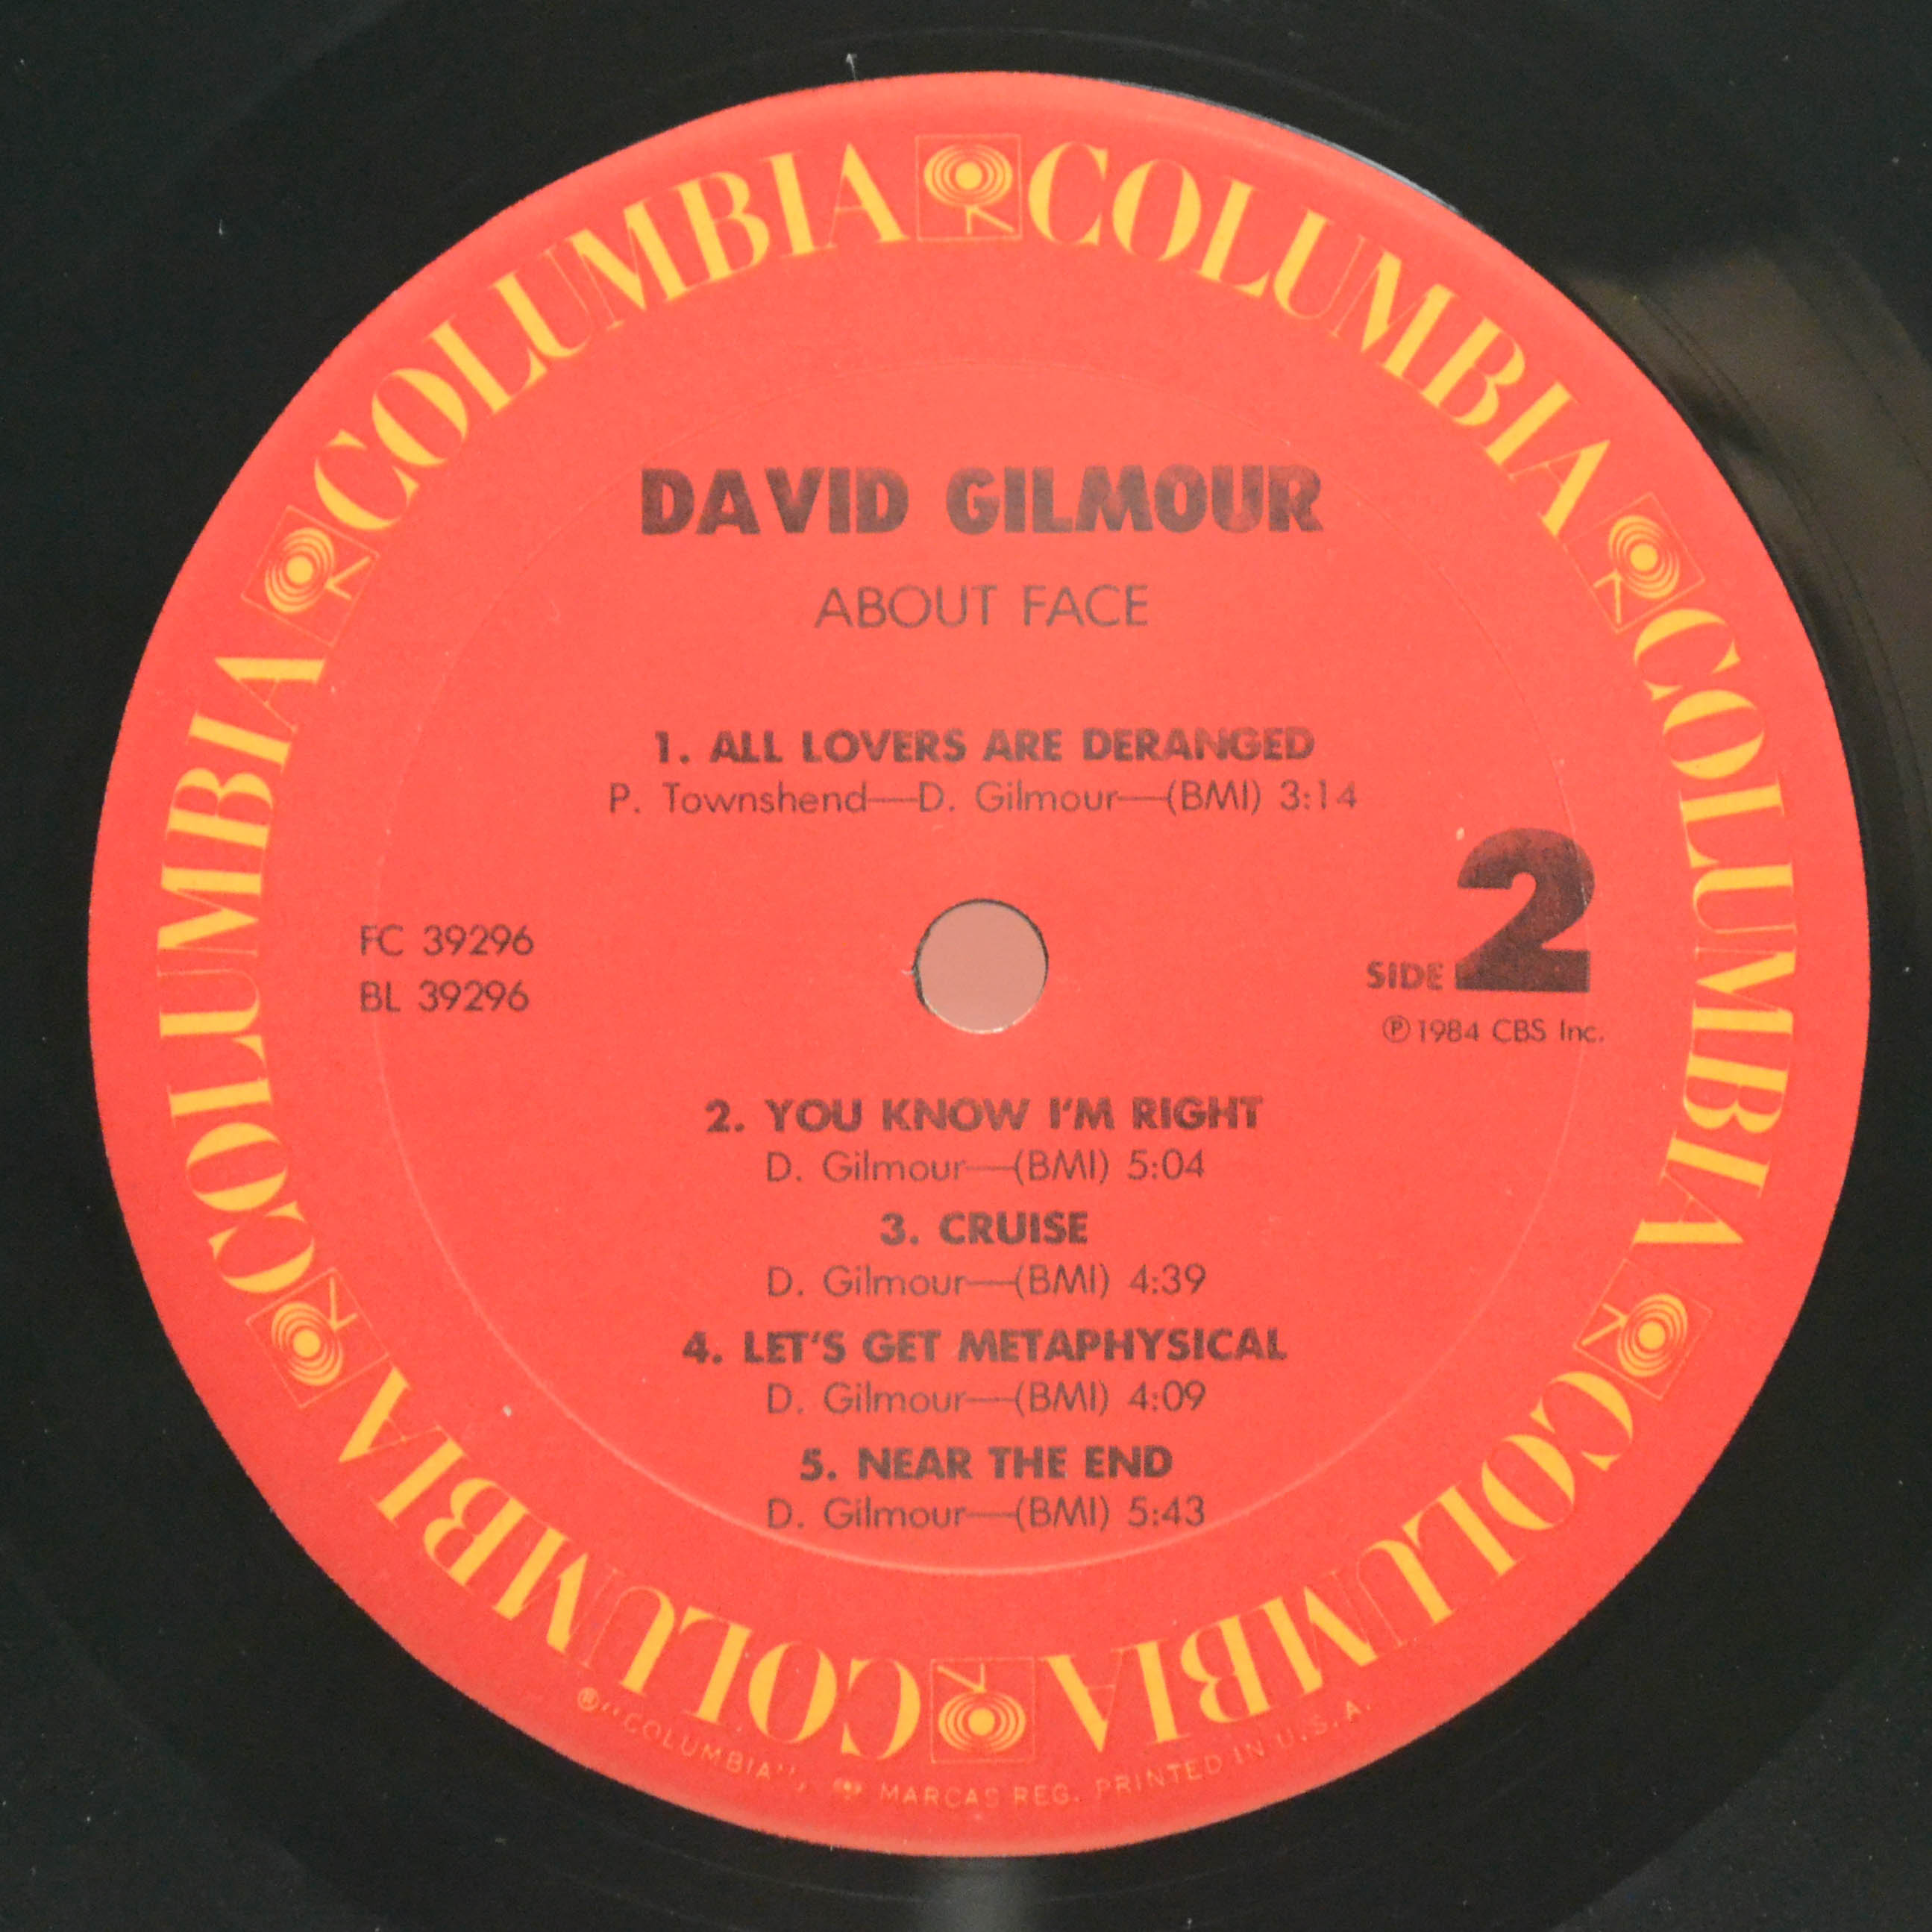 COLUMBIA COLUMBIA COLUMBIA COLUMBIA COLUMBIA COLUMBIA
DAVID GILMOUR
ABOUT FACE
1. ALL LOVERS ARE DERANGED
P. Townshend—D. Gilmour—(BMI) 3:14
FC 39296
BL 39296
SIDE 2
℗ 1984 CBS Inc.
2. YOU KNOW I'M RIGHT
D. Gilmour—(BMI) 5:04
3. CRUISE
D. Gilmour—(BMI) 4:39
4. LET'S GET METAPHYSICAL
D. Gilmour—(BMI) 4:09
5. NEAR THE END
D. Gilmour—(BMI) 5:43
® "COLUMBIA", MARCAS REG. PRINTED IN U.S.A.